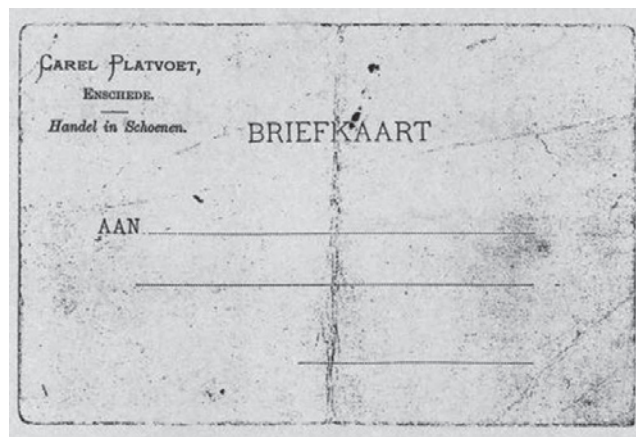 CAREL PLATVOET,
ENSCHEDE.
Handel in Schoenen.
BRIEFKAART
AAN